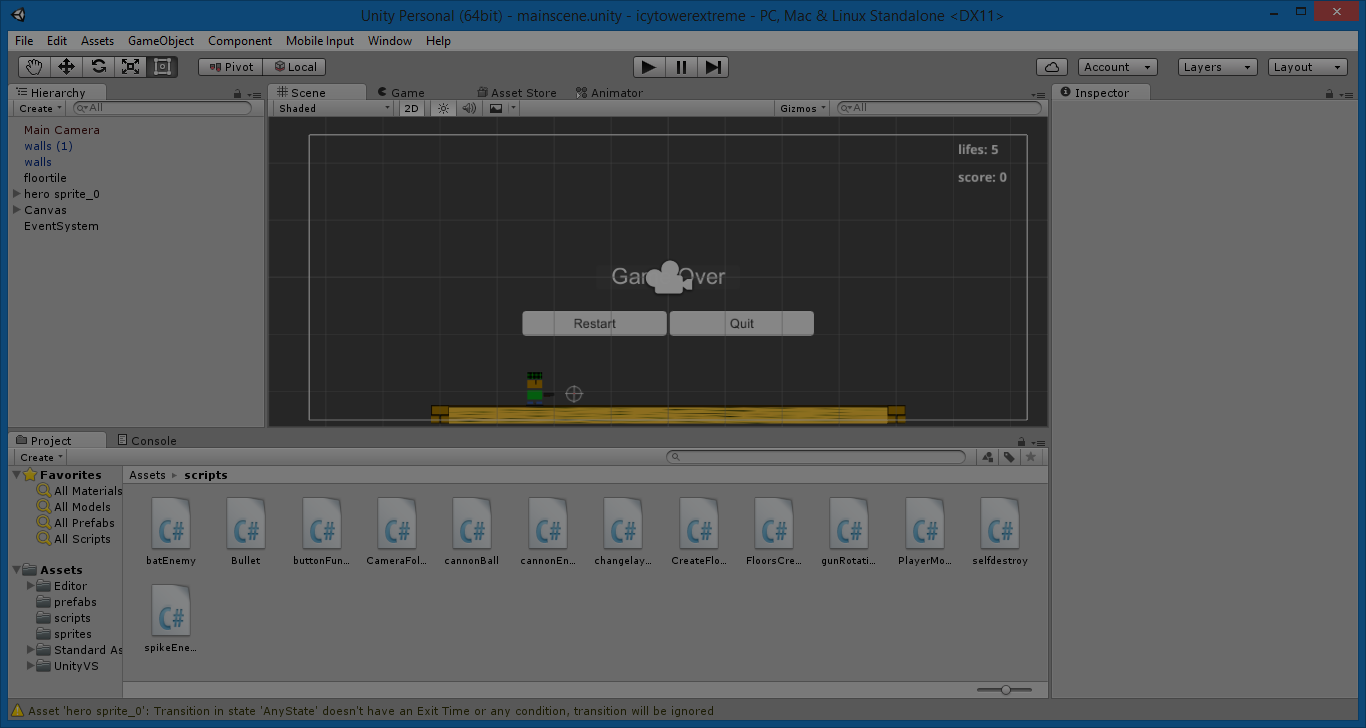 Unity Personal (64bit) - mainscene.unity - icytowerextreme - PC, Mac & Linux Standalone <DX11>
File Edit Assets GameObject Component Mobile Input Window Help
Pivot Local Account Layers Layout
Hierarchy
Create All
Main Camera
walls (1)
walls
floortile
hero sprite_0
Canvas
EventSystem
Scene Game Asset Store Animator
Shaded 2D Gizmos All
lifes: 5
score: 0
Restart Quit
Inspector
Project Console
Create
Favorites
All Materials
All Models
All Prefabs
All Scripts
Assets
Editor
prefabs
scripts
sprites
Standard As
UnityVS
Assets scripts
C# C# C# C# C# C# C# C# C# C# C# C#
batEnemy Bullet buttonFun... CameraFol... cannonBall cannonEn... changelay... CreateFlo... FloorsCre... gunRotati... PlayerMo... selfdestroy
C#
spikeEne...
Asset 'hero sprite_0': Transition in state 'AnyState' doesn't have an Exit Time or any condition, transition will be ignored